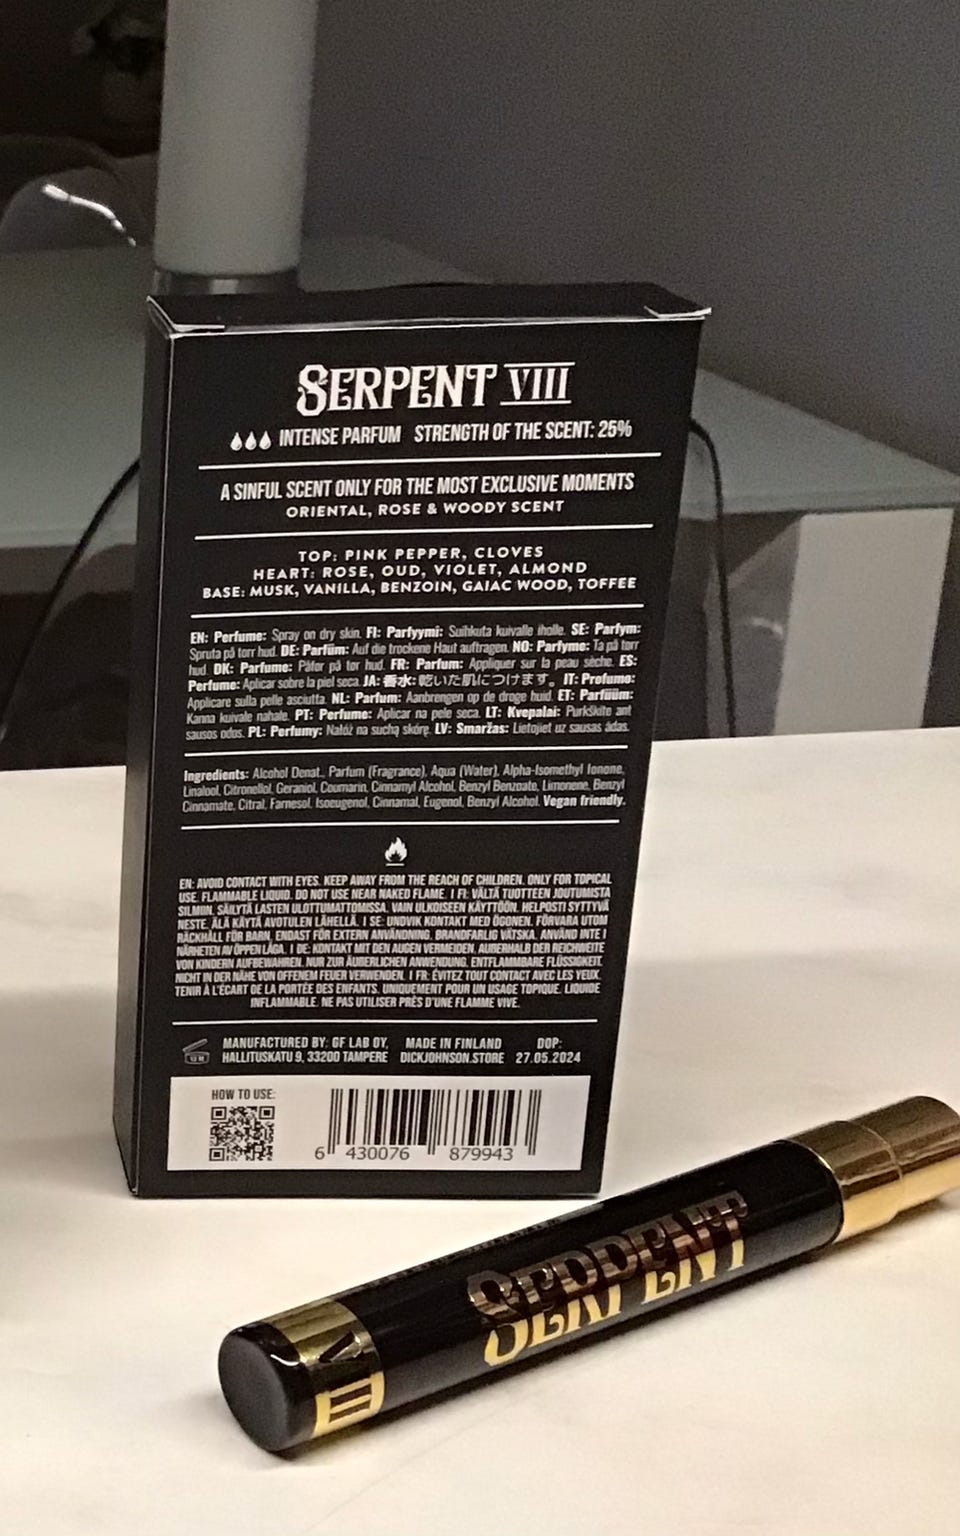 SERPENT VIII
INTENSE PARFUM STRENGTH OF THE SCENT: 25%
A SINFUL SCENT ONLY FOR THE MOST EXCLUSIVE MOMENTS
ORIENTAL, ROSE & WOODY SCENT
TOP: PINK PEPPER, CLOVES
HEART: ROSE, OUD, VIOLET, ALMOND
BASE: MUSK, VANILLA, BENZOIN, GAIAC WOOD, TOFFEE
EN: Perfume: Spray on dry skin. FI: Parfyymi: Suihkuta kuivalle iholle. SE: Parfym:
Spruta på torr hud. DE: Parfüm: Auf die trockene Haut auftragen. NO: Parfyme: Ta på tørr
hud. DK: Parfume: Påfør på tør hud. FR: Parfum: Appliquer sur la peau sèche. ES:
Perfume: Aplicar sobre la piel seca. JA: 香水: 乾いた肌につけます。 IT: Profumo:
Applicare sulla pelle asciutta. NL: Parfum: Aanbrengen op de droge huid. ET: Parfüüm:
Kanna kuivale nahale. PT: Perfume: Aplicar na pele seca. LT: Kvepalai: Purkškite ant
sausos odos. PL: Perfumy: Nałóż na suchą skórę. LV: Smaržas: Lietojiet uz sausas ādas.
Ingredients: Alcohol Denat., Parfum (Fragrance), Aqua (Water), Alpha-Isomethyl Ionone,
Linalool, Citronellol, Geraniol, Coumarin, Cinnamyl Alcohol, Benzyl Benzoate, Limonene, Benzyl
Cinnamate, Citral, Farnesol, Isoeugenol, Cinnamal, Eugenol, Benzyl Alcohol. Vegan friendly.
EN: AVOID CONTACT WITH EYES. KEEP AWAY FROM THE REACH OF CHILDREN. ONLY FOR TOPICAL
USE. FLAMMABLE LIQUID. DO NOT USE NEAR NAKED FLAME. | FI: VÄLTÄ TUOTTEEN JOUTUMISTA
SILMIIN. SÄILYTÄ LASTEN ULOTTUMATTOMISSA. VAIN ULKOISEEN KÄYTTÖÖN. HELPOSTI SYTTYVÄ
NESTE. ÄLÄ KÄYTÄ AVOTULEN LÄHELLÄ. | SE: UNDVIK KONTAKT MED ÖGONEN. FÖRVARA UTOM
RÄCKHÅLL FÖR BARN. ENDAST FÖR EXTERN ANVÄNDNING. BRANDFARLIG VÄTSKA. ANVÄND INTE I
NÄRHETEN AV ÖPPEN LÅGA. | DE: KONTAKT MIT DEN AUGEN VERMEIDEN. AUßERHALB DER REICHWEITE
VON KINDERN AUFBEWAHREN. NUR ZUR ÄUßERLICHEN ANWENDUNG. ENTFLAMMBARE FLÜSSIGKEIT.
NICHT IN DER NÄHE VON OFFENEM FEUER VERWENDEN. | FR: ÉVITEZ TOUT CONTACT AVEC LES YEUX.
TENIR À L'ÉCART DE LA PORTÉE DES ENFANTS. UNIQUEMENT POUR UN USAGE TOPIQUE. LIQUIDE
INFLAMMABLE. NE PAS UTILISER PRÈS D'UNE FLAMME VIVE.
12 M
MANUFACTURED BY: GF LAB OY,
HALLITUSKATU 9, 33200 TAMPERE
MADE IN FINLAND
DICKJOHNSON.STORE
DOP:
27.05.2024
HOW TO USE:
6 430076 879943
SERPENT
VIII